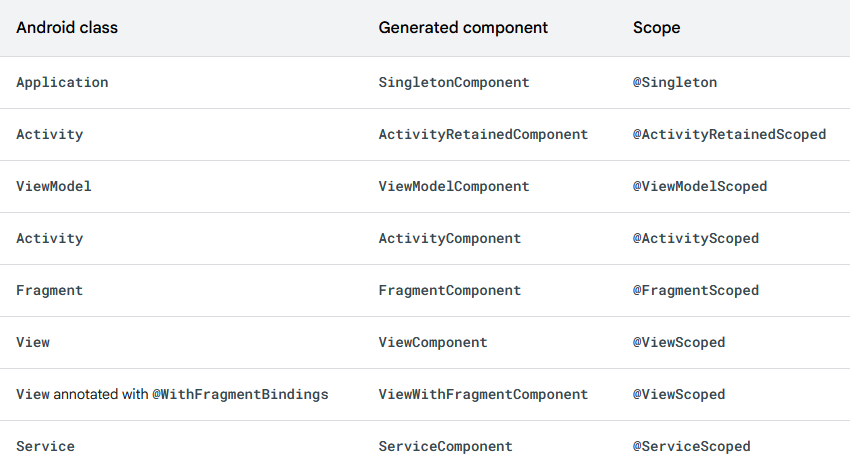 Android class Generated component Scope
Application SingletonComponent @Singleton
Activity ActivityRetainedComponent @ActivityRetainedScoped
ViewModel ViewModelComponent @ViewModelScoped
Activity ActivityComponent @ActivityScoped
Fragment FragmentComponent @FragmentScoped
View ViewComponent @ViewScoped
View annotated with @WithFragmentBindings ViewWithFragmentComponent @ViewScoped
Service ServiceComponent @ServiceScoped